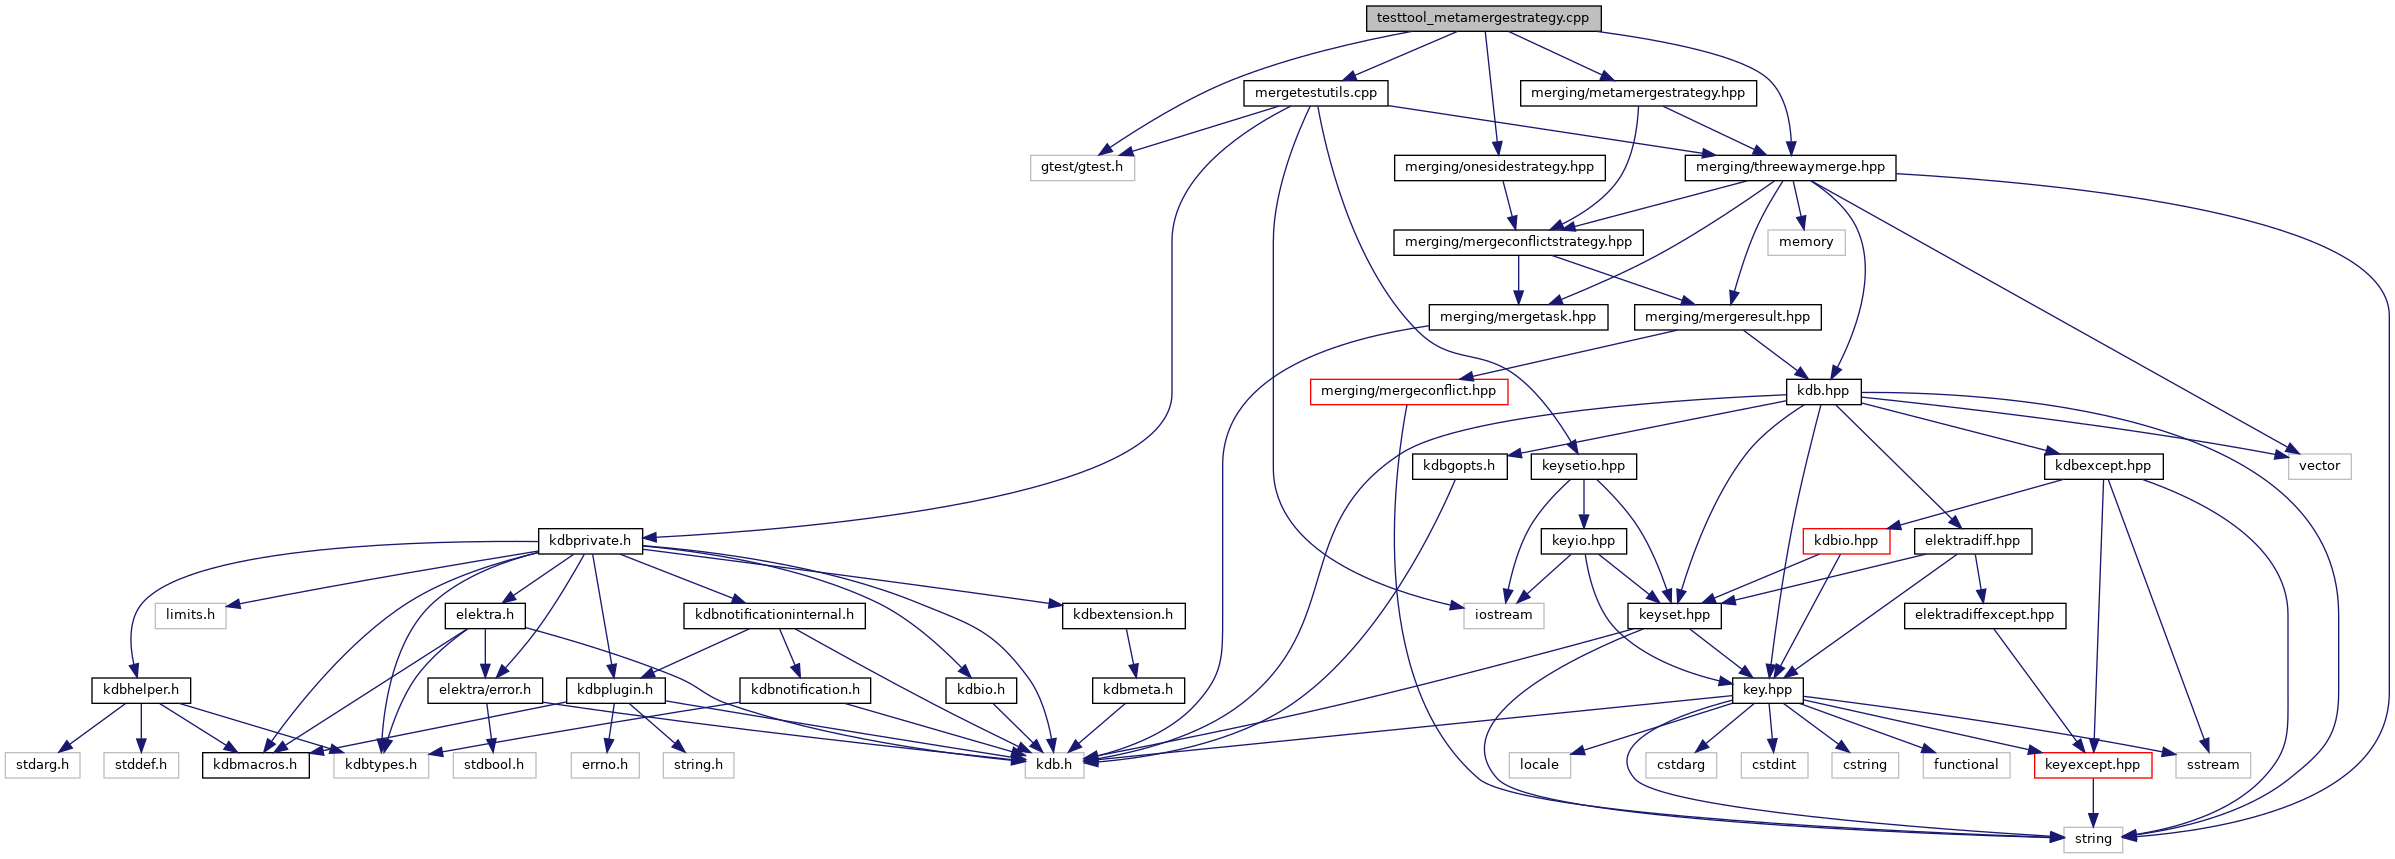 testtool_metamergestrategy.cpp
mergetestutils.cpp
merging/metamergestrategy.hpp
gtest/gtest.h
merging/onesidestrategy.hpp
merging/threewaymerge.hpp
merging/mergeconflictstrategy.hpp
memory
merging/mergetask.hpp
merging/mergeresult.hpp
merging/mergeconflict.hpp
kdb.hpp
kdbgopts.h
keysetio.hpp
kdbexcept.hpp
vector
kdbprivate.h
keyio.hpp
kdbio.hpp
elektradiff.hpp
limits.h
elektra.h
kdbnotificationinternal.h
kdbextension.h
iostream
keyset.hpp
elektradiffexcept.hpp
kdbhelper.h
elektra/error.h
kdbplugin.h
kdbnotification.h
kdbio.h
kdbmeta.h
key.hpp
stdarg.h
stddef.h
kdbmacros.h
kdbtypes.h
stdbool.h
errno.h
string.h
kdb.h
locale
cstdarg
cstdint
cstring
functional
keyexcept.hpp
sstream
string